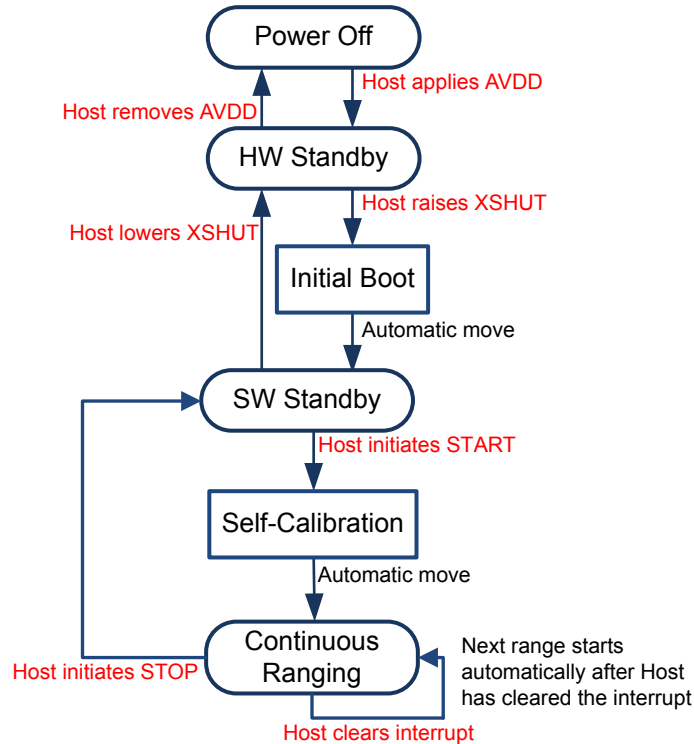 Power Off
Host applies AVDD
Host removes AVDD
HW Standby
Host raises XSHUT
Host lowers XSHUT
Initial Boot
Automatic move
SW Standby
Host initiates START
Self-Calibration
Automatic move
Continuous
Ranging
Next range starts
automatically after Host
has cleared the interrupt
Host initiates STOP
Host clears interrupt